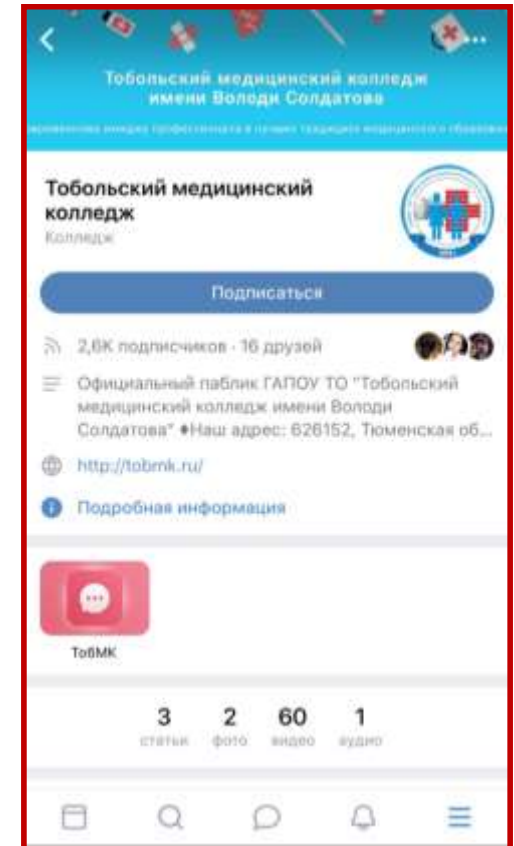 Тобольский медицинский колледж
имени Володи Солдатова
Тобольский медицинский
колледж
Колледж
Подписаться
2,6K подписчиков · 16 друзей
Официальный паблик ГАПОУ ТО "Тобольский
медицинский колледж имени Володи
Солдатова" ♦Наш адрес: 626152, Тюменская об...
http://tobmk.ru/
Подробная информация
ТобМК
3 2 60 1
статьи фото видео аудио